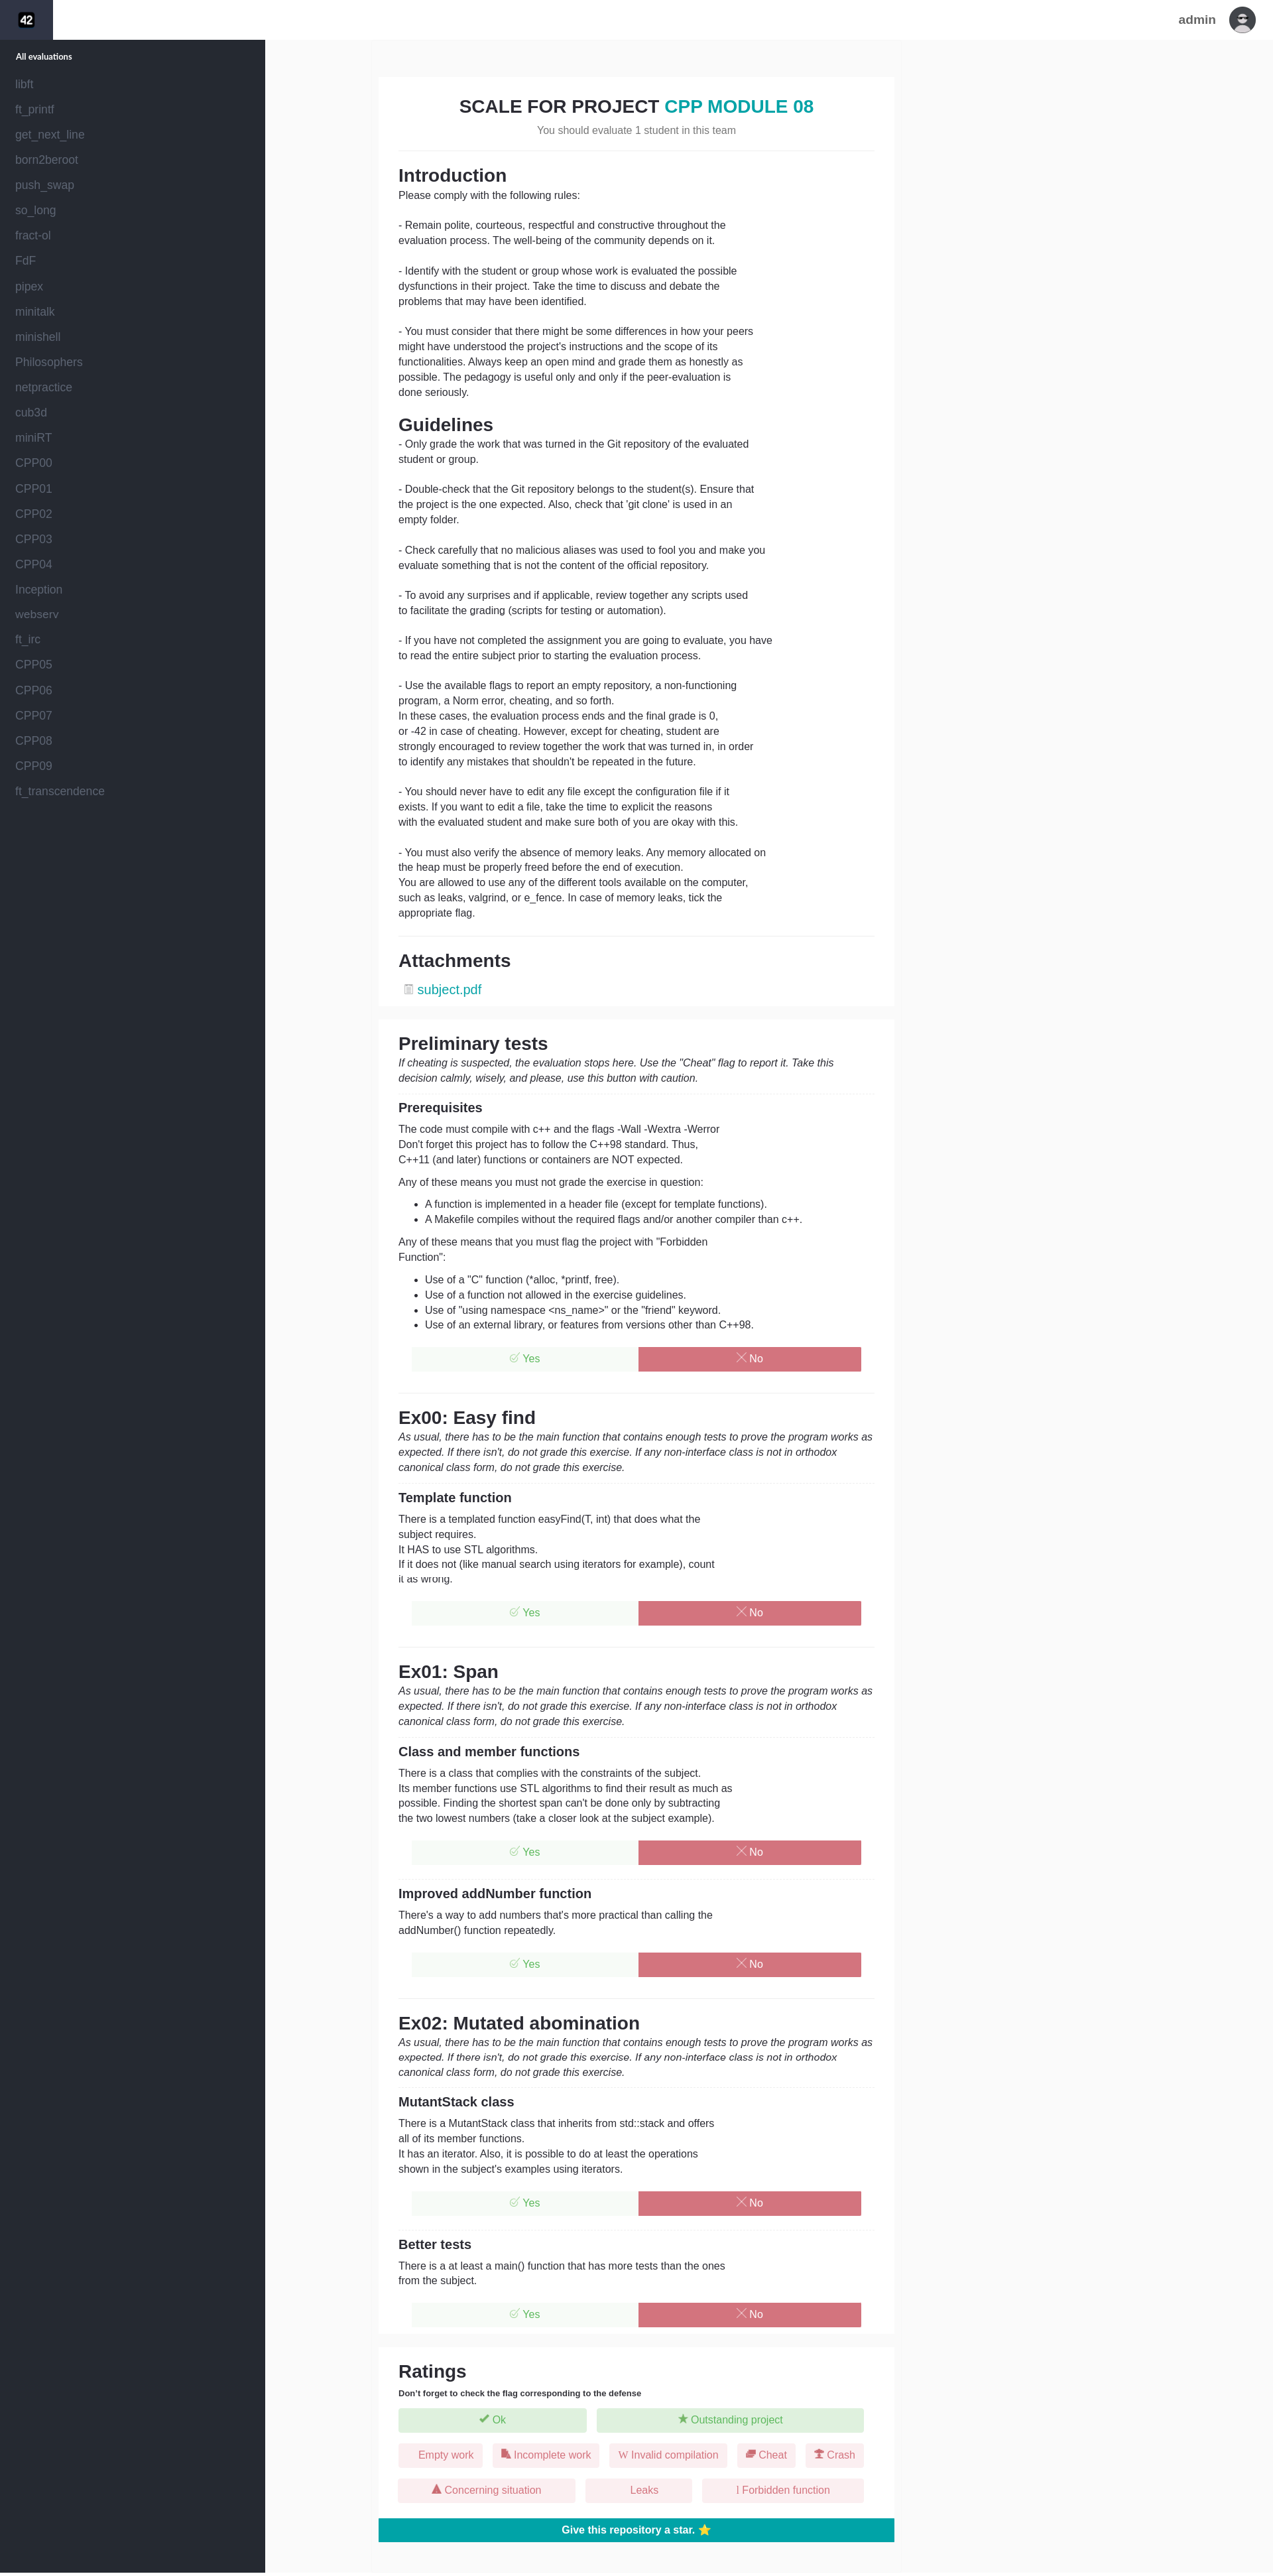 42
admin
All evaluations
libft
ft_printf
get_next_line
born2beroot
push_swap
so_long
fract-ol
FdF
pipex
minitalk
minishell
Philosophers
netpractice
cub3d
miniRT
CPP00
CPP01
CPP02
CPP03
CPP04
Inception
webserv
ft_irc
CPP05
CPP06
CPP07
CPP08
CPP09
ft_transcendence
SCALE FOR PROJECT CPP MODULE 08
You should evaluate 1 student in this team
Introduction
Please comply with the following rules:
- Remain polite, courteous, respectful and constructive throughout the
evaluation process. The well-being of the community depends on it.
- Identify with the student or group whose work is evaluated the possible
dysfunctions in their project. Take the time to discuss and debate the
problems that may have been identified.
- You must consider that there might be some differences in how your peers
might have understood the project's instructions and the scope of its
functionalities. Always keep an open mind and grade them as honestly as
possible. The pedagogy is useful only and only if the peer-evaluation is
done seriously.
Guidelines
- Only grade the work that was turned in the Git repository of the evaluated
student or group.
- Double-check that the Git repository belongs to the student(s). Ensure that
the project is the one expected. Also, check that 'git clone' is used in an
empty folder.
- Check carefully that no malicious aliases was used to fool you and make you
evaluate something that is not the content of the official repository.
- To avoid any surprises and if applicable, review together any scripts used
to facilitate the grading (scripts for testing or automation).
- If you have not completed the assignment you are going to evaluate, you have
to read the entire subject prior to starting the evaluation process.
- Use the available flags to report an empty repository, a non-functioning
program, a Norm error, cheating, and so forth.
In these cases, the evaluation process ends and the final grade is 0,
or -42 in case of cheating. However, except for cheating, student are
strongly encouraged to review together the work that was turned in, in order
to identify any mistakes that shouldn't be repeated in the future.
- You should never have to edit any file except the configuration file if it
exists. If you want to edit a file, take the time to explicit the reasons
with the evaluated student and make sure both of you are okay with this.
- You must also verify the absence of memory leaks. Any memory allocated on
the heap must be properly freed before the end of execution.
You are allowed to use any of the different tools available on the computer,
such as leaks, valgrind, or e_fence. In case of memory leaks, tick the
appropriate flag.
Attachments
subject.pdf
Preliminary tests
If cheating is suspected, the evaluation stops here. Use the "Cheat" flag to report it. Take this
decision calmly, wisely, and please, use this button with caution.
Prerequisites
The code must compile with c++ and the flags -Wall -Wextra -Werror
Don't forget this project has to follow the C++98 standard. Thus,
C++11 (and later) functions or containers are NOT expected.
Any of these means you must not grade the exercise in question:
• A function is implemented in a header file (except for template functions).
• A Makefile compiles without the required flags and/or another compiler than c++.
Any of these means that you must flag the project with "Forbidden
Function":
• Use of a "C" function (*alloc, *printf, free).
• Use of a function not allowed in the exercise guidelines.
• Use of "using namespace <ns_name>" or the "friend" keyword.
• Use of an external library, or features from versions other than C++98.
Yes No
Ex00: Easy find
As usual, there has to be the main function that contains enough tests to prove the program works as
expected. If there isn't, do not grade this exercise. If any non-interface class is not in orthodox
canonical class form, do not grade this exercise.
Template function
There is a templated function easyFind(T, int) that does what the
subject requires.
It HAS to use STL algorithms.
If it does not (like manual search using iterators for example), count
it as wrong.
Yes No
Ex01: Span
As usual, there has to be the main function that contains enough tests to prove the program works as
expected. If there isn't, do not grade this exercise. If any non-interface class is not in orthodox
canonical class form, do not grade this exercise.
Class and member functions
There is a class that complies with the constraints of the subject.
Its member functions use STL algorithms to find their result as much as
possible. Finding the shortest span can't be done only by subtracting
the two lowest numbers (take a closer look at the subject example).
Yes No
Improved addNumber function
There's a way to add numbers that's more practical than calling the
addNumber() function repeatedly.
Yes No
Ex02: Mutated abomination
As usual, there has to be the main function that contains enough tests to prove the program works as
expected. If there isn't, do not grade this exercise. If any non-interface class is not in orthodox
canonical class form, do not grade this exercise.
MutantStack class
There is a MutantStack class that inherits from std::stack and offers
all of its member functions.
It has an iterator. Also, it is possible to do at least the operations
shown in the subject's examples using iterators.
Yes No
Better tests
There is a at least a main() function that has more tests than the ones
from the subject.
Yes No
Ratings
Don't forget to check the flag corresponding to the defense
Ok Outstanding project
Empty work Incomplete work W Invalid compilation Cheat Crash
Concerning situation Leaks Forbidden function
Give this repository a star. ⭐